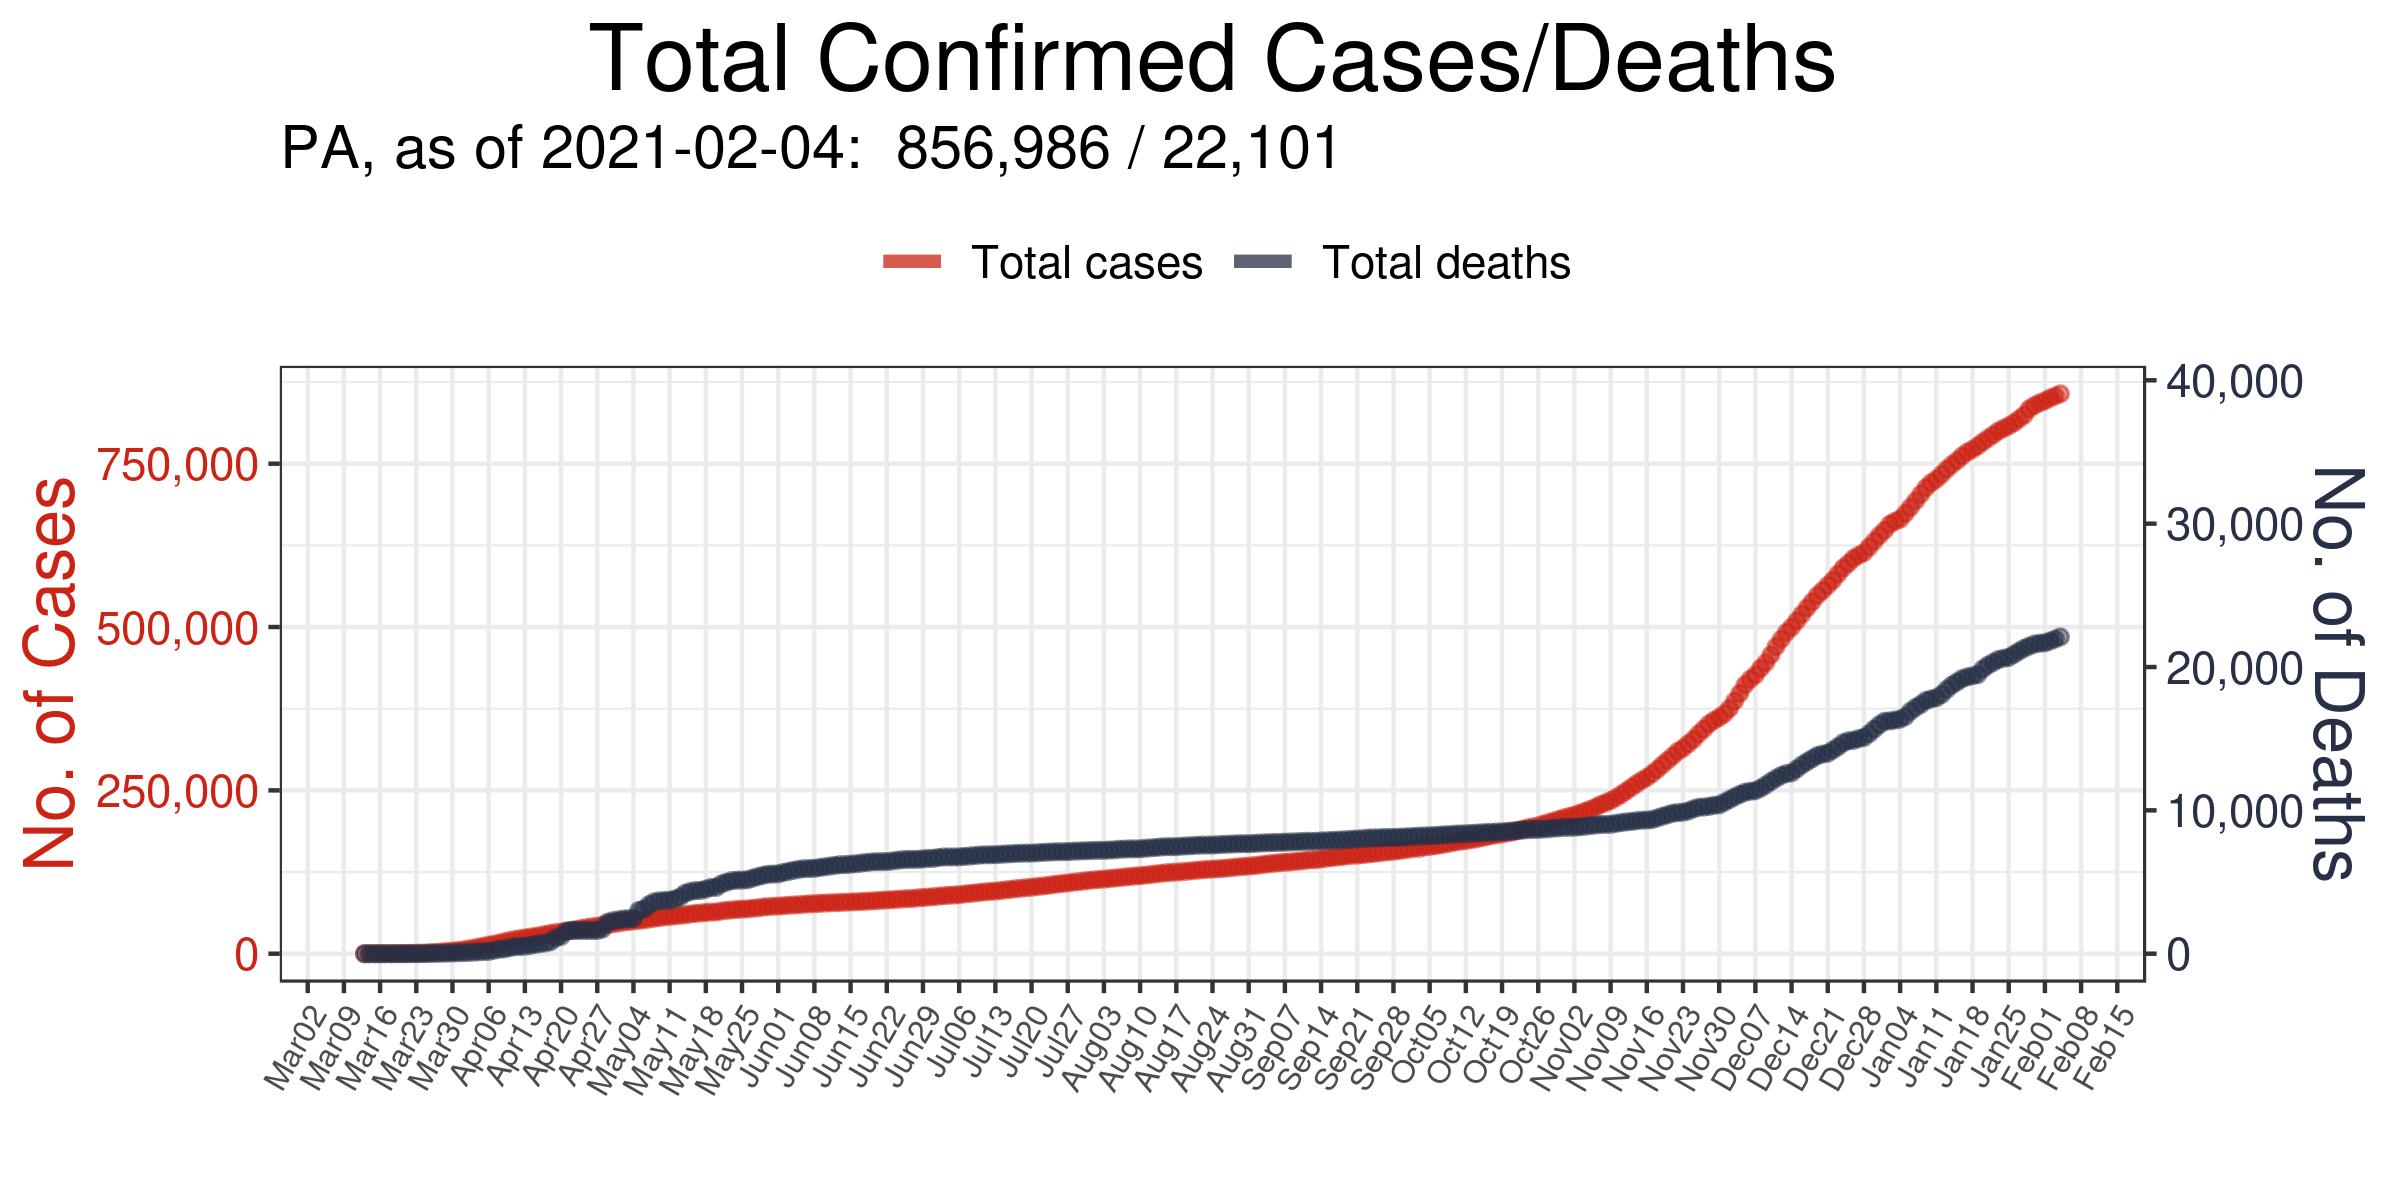 Total Confirmed Cases/Deaths
PA, as of 2021-02-04:  856,986 / 22,101
Total cases
Total deaths
No. of Cases
750,000
500,000
250,000
0
40,000
30,000
20,000
10,000
0
No. of Deaths
Mar02
Mar09
Mar16
Mar23
Mar30
Apr06
Apr13
Apr20
Apr27
May04
May11
May18
May25
Jun01
Jun08
Jun15
Jun22
Jun29
Jul06
Jul13
Jul20
Jul27
Aug03
Aug10
Aug17
Aug24
Aug31
Sep07
Sep14
Sep21
Sep28
Oct05
Oct12
Oct19
Oct26
Nov02
Nov09
Nov16
Nov23
Nov30
Dec07
Dec14
Dec21
Dec28
Jan04
Jan11
Jan18
Jan25
Feb01
Feb08
Feb15